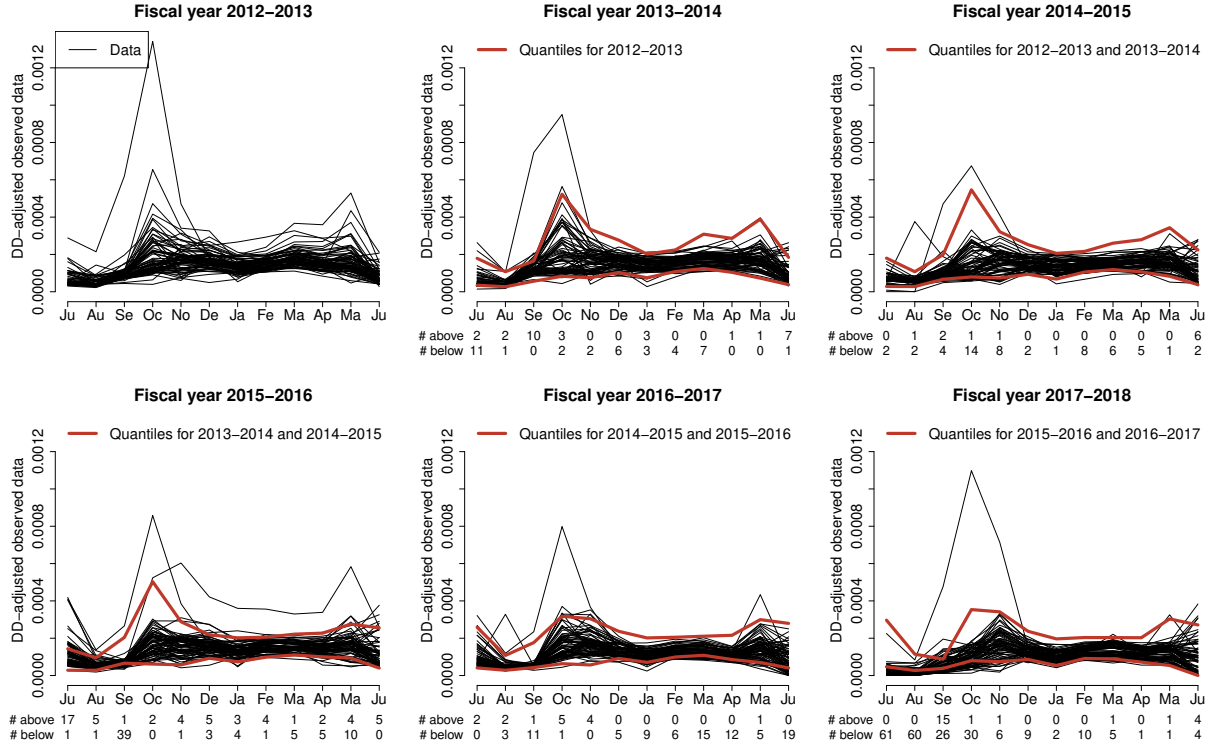 Fiscal year 2012−2013
Data
DD−adjusted observed data
0.0000 0.0004 0.0008 0.0012
Ju Au Se Oc No De Ja Fe Ma Ap Ma Ju
Fiscal year 2013−2014
Quantiles for 2012−2013
DD−adjusted observed data
0.0000 0.0004 0.0008 0.0012
Ju Au Se Oc No De Ja Fe Ma Ap Ma Ju
# above 2 2 10 3 0 0 3 0 0 1 1 7
# below 11 1 0 2 2 6 3 4 7 0 0 1
Fiscal year 2014−2015
Quantiles for 2012−2013 and 2013−2014
DD−adjusted observed data
0.0000 0.0004 0.0008 0.0012
Ju Au Se Oc No De Ja Fe Ma Ap Ma Ju
# above 0 1 2 1 1 0 0 0 0 0 0 6
# below 2 2 4 14 8 2 1 8 6 5 1 2
Fiscal year 2015−2016
Quantiles for 2013−2014 and 2014−2015
DD−adjusted observed data
0.0000 0.0004 0.0008 0.0012
Ju Au Se Oc No De Ja Fe Ma Ap Ma Ju
# above 17 5 1 2 4 5 3 4 1 2 4 5
# below 1 1 39 0 1 5 4 1 5 5 10 0
Fiscal year 2016−2017
Quantiles for 2014−2015 and 2015−2016
DD−adjusted observed data
0.0000 0.0004 0.0008 0.0012
Ju Au Se Oc No De Ja Fe Ma Ap Ma Ju
# above 2 2 1 5 4 0 0 0 0 0 1 0
# below 0 3 11 1 0 5 9 6 15 12 5 19
Fiscal year 2017−2018
Quantiles for 2015−2016 and 2016−2017
DD−adjusted observed data
0.0000 0.0004 0.0008 0.0012
Ju Au Se Oc No De Ja Fe Ma Ap Ma Ju
# above 0 0 15 1 1 0 0 0 1 0 1 4
# below 61 60 26 30 6 9 2 10 5 1 1 4